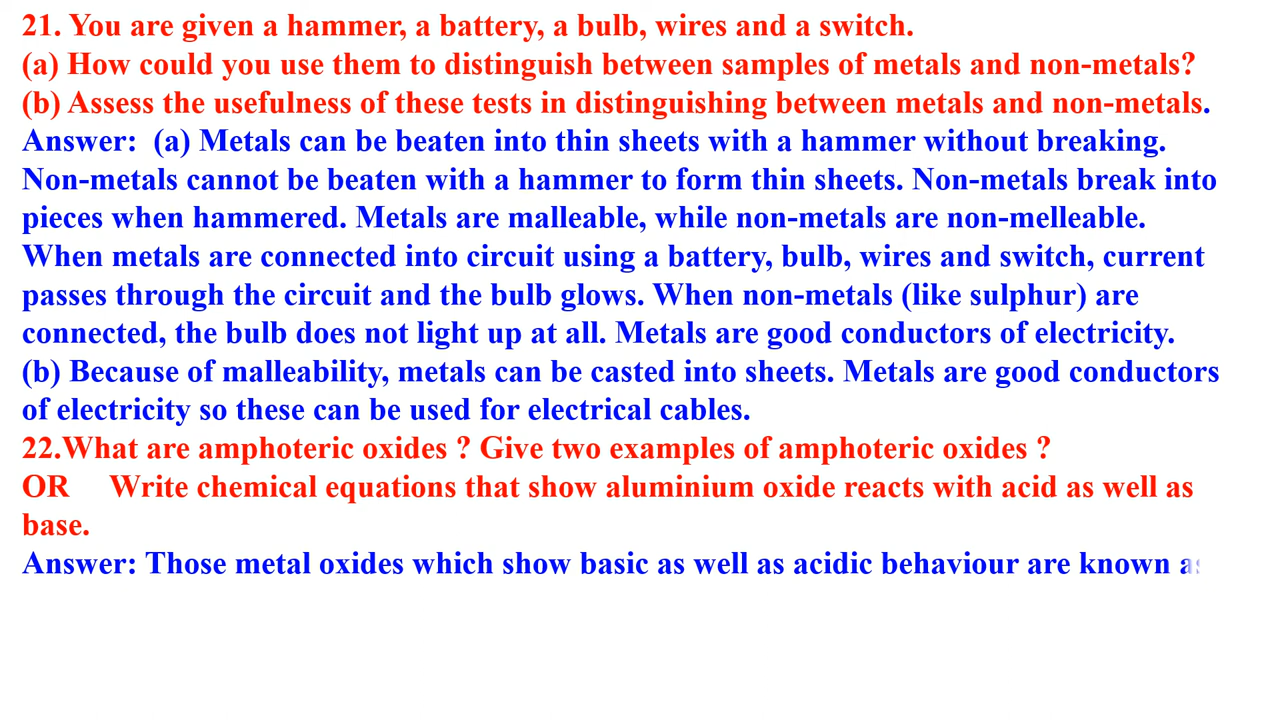 21. You are given a hammer, a battery, a bulb, wires and a switch.
(a) How could you use them to distinguish between samples of metals and non-metals?
(b) Assess the usefulness of these tests in distinguishing between metals and non-metals.
Answer: (a) Metals can be beaten into thin sheets with a hammer without breaking.
Non-metals cannot be beaten with a hammer to form thin sheets. Non-metals break into
pieces when hammered. Metals are malleable, while non-metals are non-melleable.
When metals are connected into circuit using a battery, bulb, wires and switch, current
passes through the circuit and the bulb glows. When non-metals (like sulphur) are
connected, the bulb does not light up at all. Metals are good conductors of electricity.
(b) Because of malleability, metals can be casted into sheets. Metals are good conductors
of electricity so these can be used for electrical cables.
22.What are amphoteric oxides ? Give two examples of amphoteric oxides ?
OR Write chemical equations that show aluminium oxide reacts with acid as well as
base.
Answer: Those metal oxides which show basic as well as acidic behaviour are known as